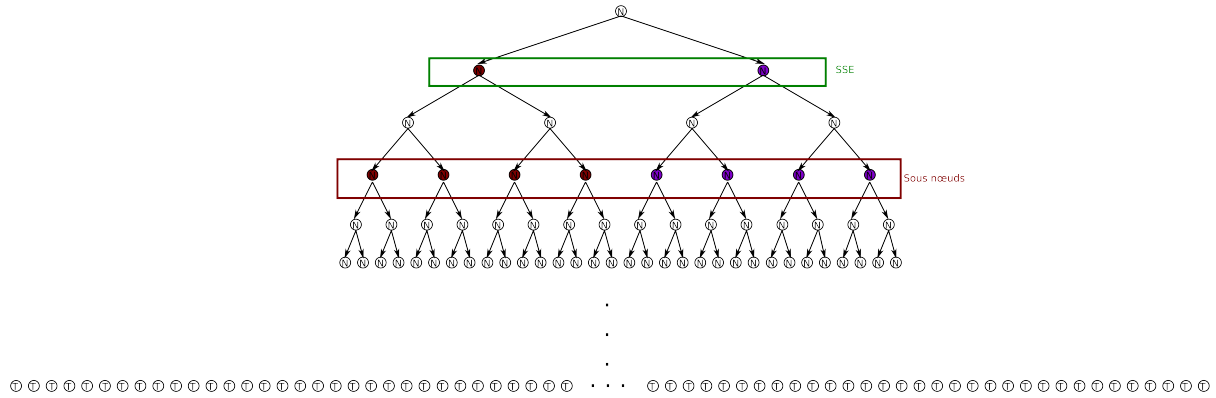 N
N N SSE
N N N N
N N N N N N N N Sous nœuds
N N N N N N N N N N N N N N N N
N N N N N N N N N N N N N N N N N N N N N N N N N N N N N N N N
.
.
.
T T T T T T T T T T T T T T T T T T T T T T T T T T T T T T T T . . . T T T T T T T T T T T T T T T T T T T T T T T T T T T T T T T T